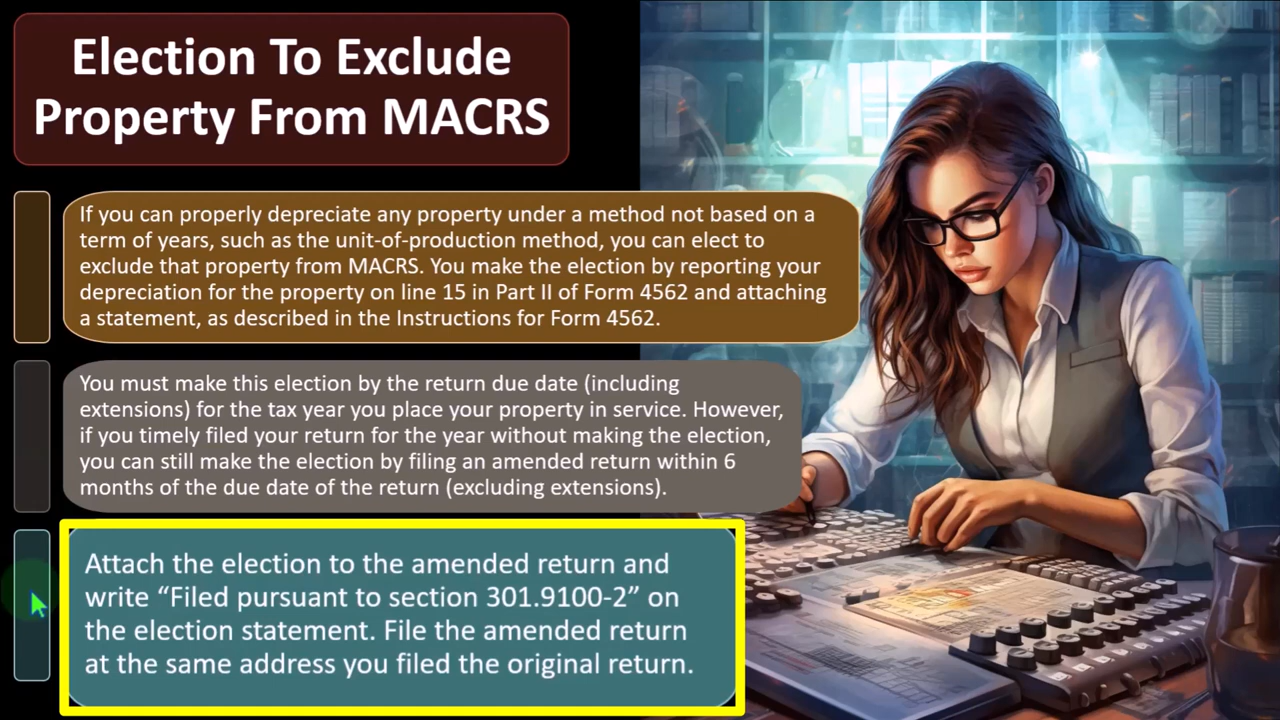 Election To Exclude
Property From MACRS
If you can properly depreciate any property under a method not based on a
term of years, such as the unit-of-production method, you can elect to
exclude that property from MACRS. You make the election by reporting your
depreciation for the property on line 15 in Part II of Form 4562 and attaching
a statement, as described in the Instructions for Form 4562.
You must make this election by the return due date (including
extensions) for the tax year you place your property in service. However,
if you timely filed your return for the year without making the election,
you can still make the election by filing an amended return within 6
months of the due date of the return (excluding extensions).
Attach the election to the amended return and
write “Filed pursuant to section 301.9100-2” on
the election statement. File the amended return
at the same address you filed the original return.